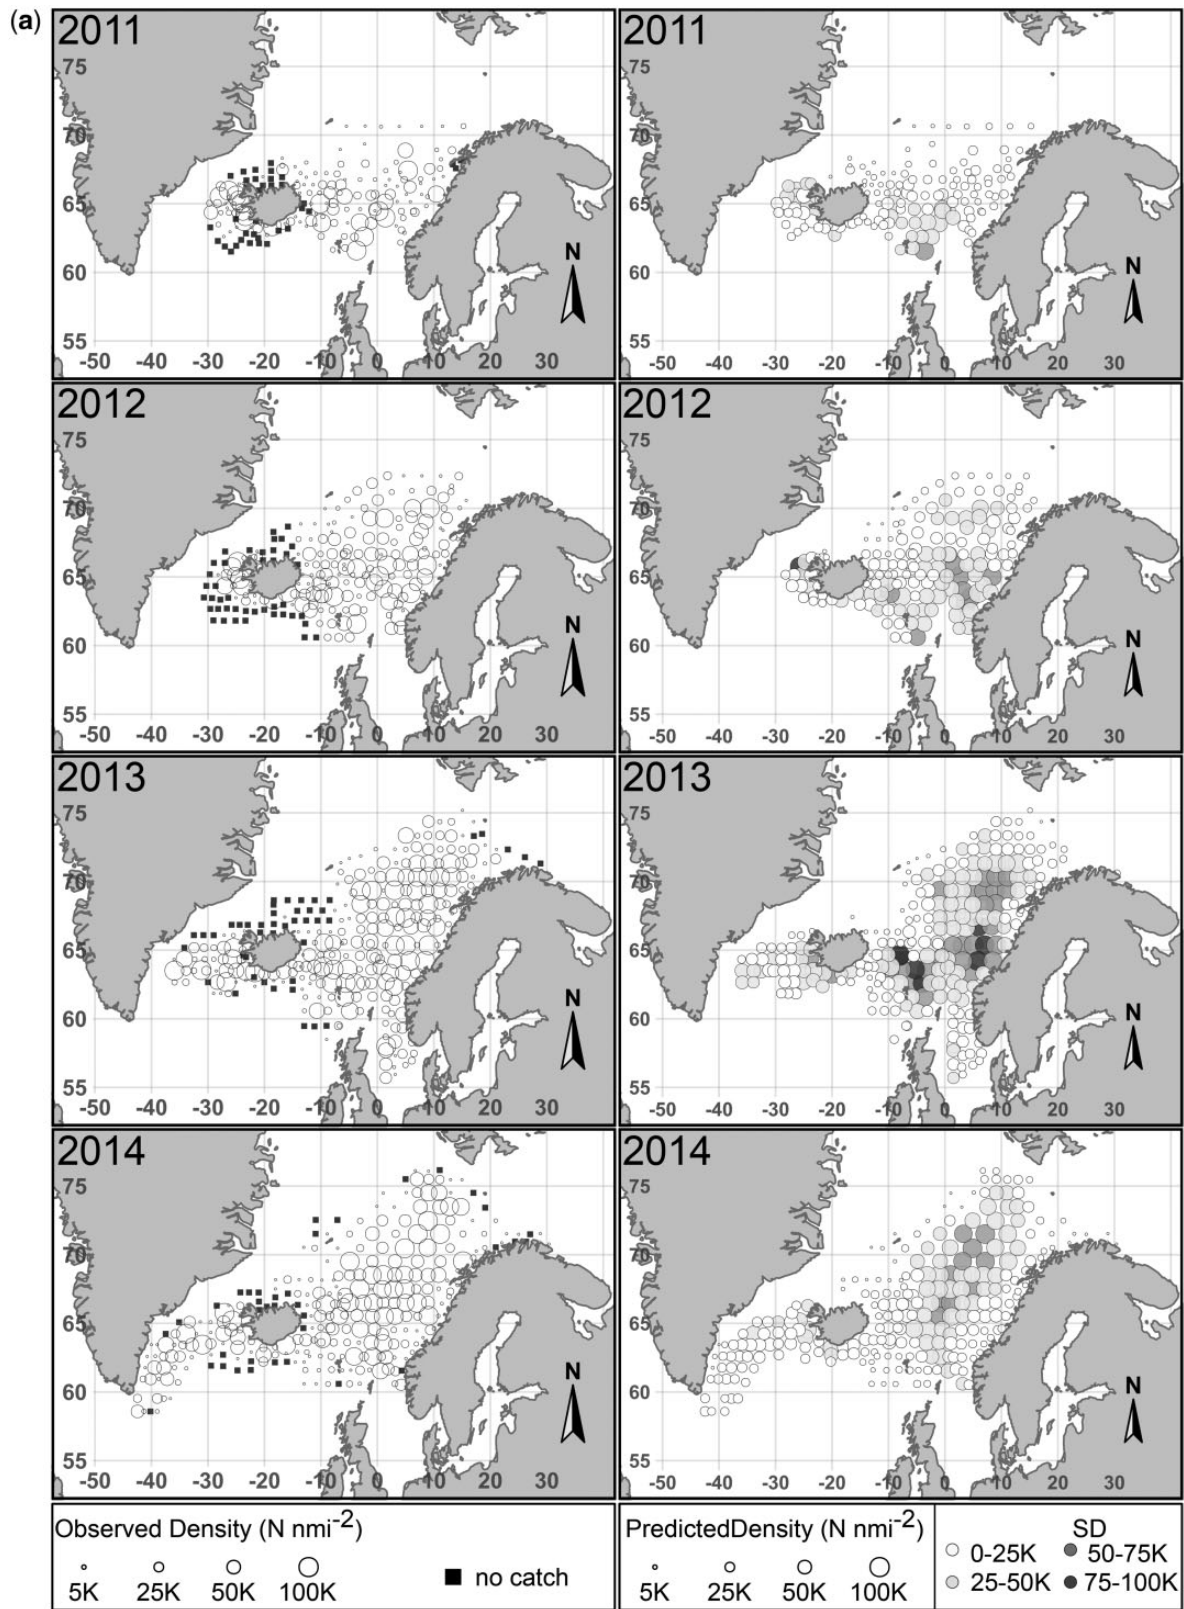 (a)
2011 2011
75 75
70 70
65 65
N N
60 60
55 55
-50 -40 -30 -20 -10 0 10 20 30 -50 -40 -30 -20 -10 0 10 20 30
2012 2012
75 75
70 70
65 65
N N
60 60
55 55
-50 -40 -30 -20 -10 0 10 20 30 -50 -40 -30 -20 -10 0 10 20 30
2013 2013
75 75
70 70
65 65
N N
60 60
55 55
-50 -40 -30 -20 -10 0 10 20 30 -50 -40 -30 -20 -10 0 10 20 30
2014 2014
75 75
70 70
65 65
N N
60 60
55 55
-50 -40 -30 -20 -10 0 10 20 30 -50 -40 -30 -20 -10 0 10 20 30
Observed Density (N nmi⁻²) PredictedDensity (N nmi⁻²) SD
0-25K 50-75K
5K 25K 50K 100K no catch 5K 25K 50K 100K 25-50K 75-100K